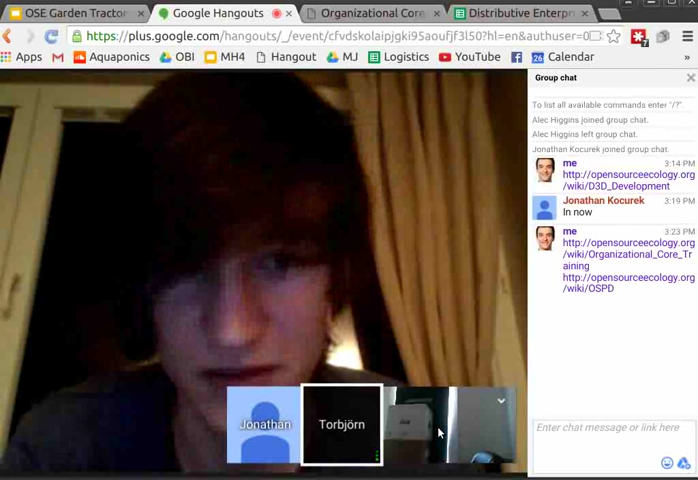 OSE Garden Tractor
Google Hangouts
Organizational Core
Distributive Enterpr
https://plus.google.com/hangouts/_/event/cfvdskolaipjgki95aoufjf3l50?hl=en&authuser=0
7
Apps
Aquaponics
OBI
MH4
Hangout
MJ
Logistics
YouTube
26
Calendar
»
Group chat
To list all available commands enter "/?".
Alec Higgins joined group chat.
Alec Higgins left group chat.
Jonathan Kocurek joined group chat.
me 3:14 PM
http://opensourceecology.org
/wiki/D3D_Development
Jonathan Kocurek 3:19 PM
In now
me 3:23 PM
http://opensourceecology.org
/wiki/Organizational_Core_Tr
aining
http://opensourceecology.org
/wiki/OSPD
Jonathan
Torbjörn
Enter chat message or link here